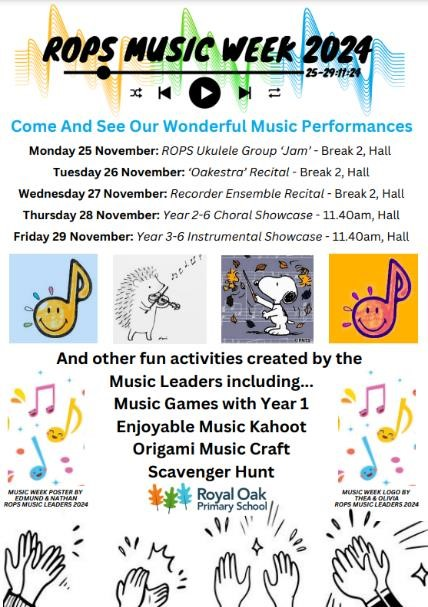 ROPS MUSIC WEEK 2024
25-29:11:24
Come And See Our Wonderful Music Performances
Monday 25 November: ROPS Ukulele Group ‘Jam’ - Break 2, Hall
Tuesday 26 November: ‘Oakestra’ Recital - Break 2, Hall
Wednesday 27 November: Recorder Ensemble Recital - Break 2, Hall
Thursday 28 November: Year 2-6 Choral Showcase - 11.40am, Hall
Friday 29 November: Year 3-6 Instrumental Showcase - 11.40am, Hall
And other fun activities created by the
Music Leaders including...
Music Games with Year 1
Enjoyable Music Kahoot
Origami Music Craft
Scavenger Hunt
MUSIC WEEK POSTER BY
EDMUND & NATHAN
ROPS MUSIC LEADERS 2024
Royal Oak
Primary School
MUSIC WEEK LOGO BY
THEA & OLIVIA
ROPS MUSIC LEADERS 2024